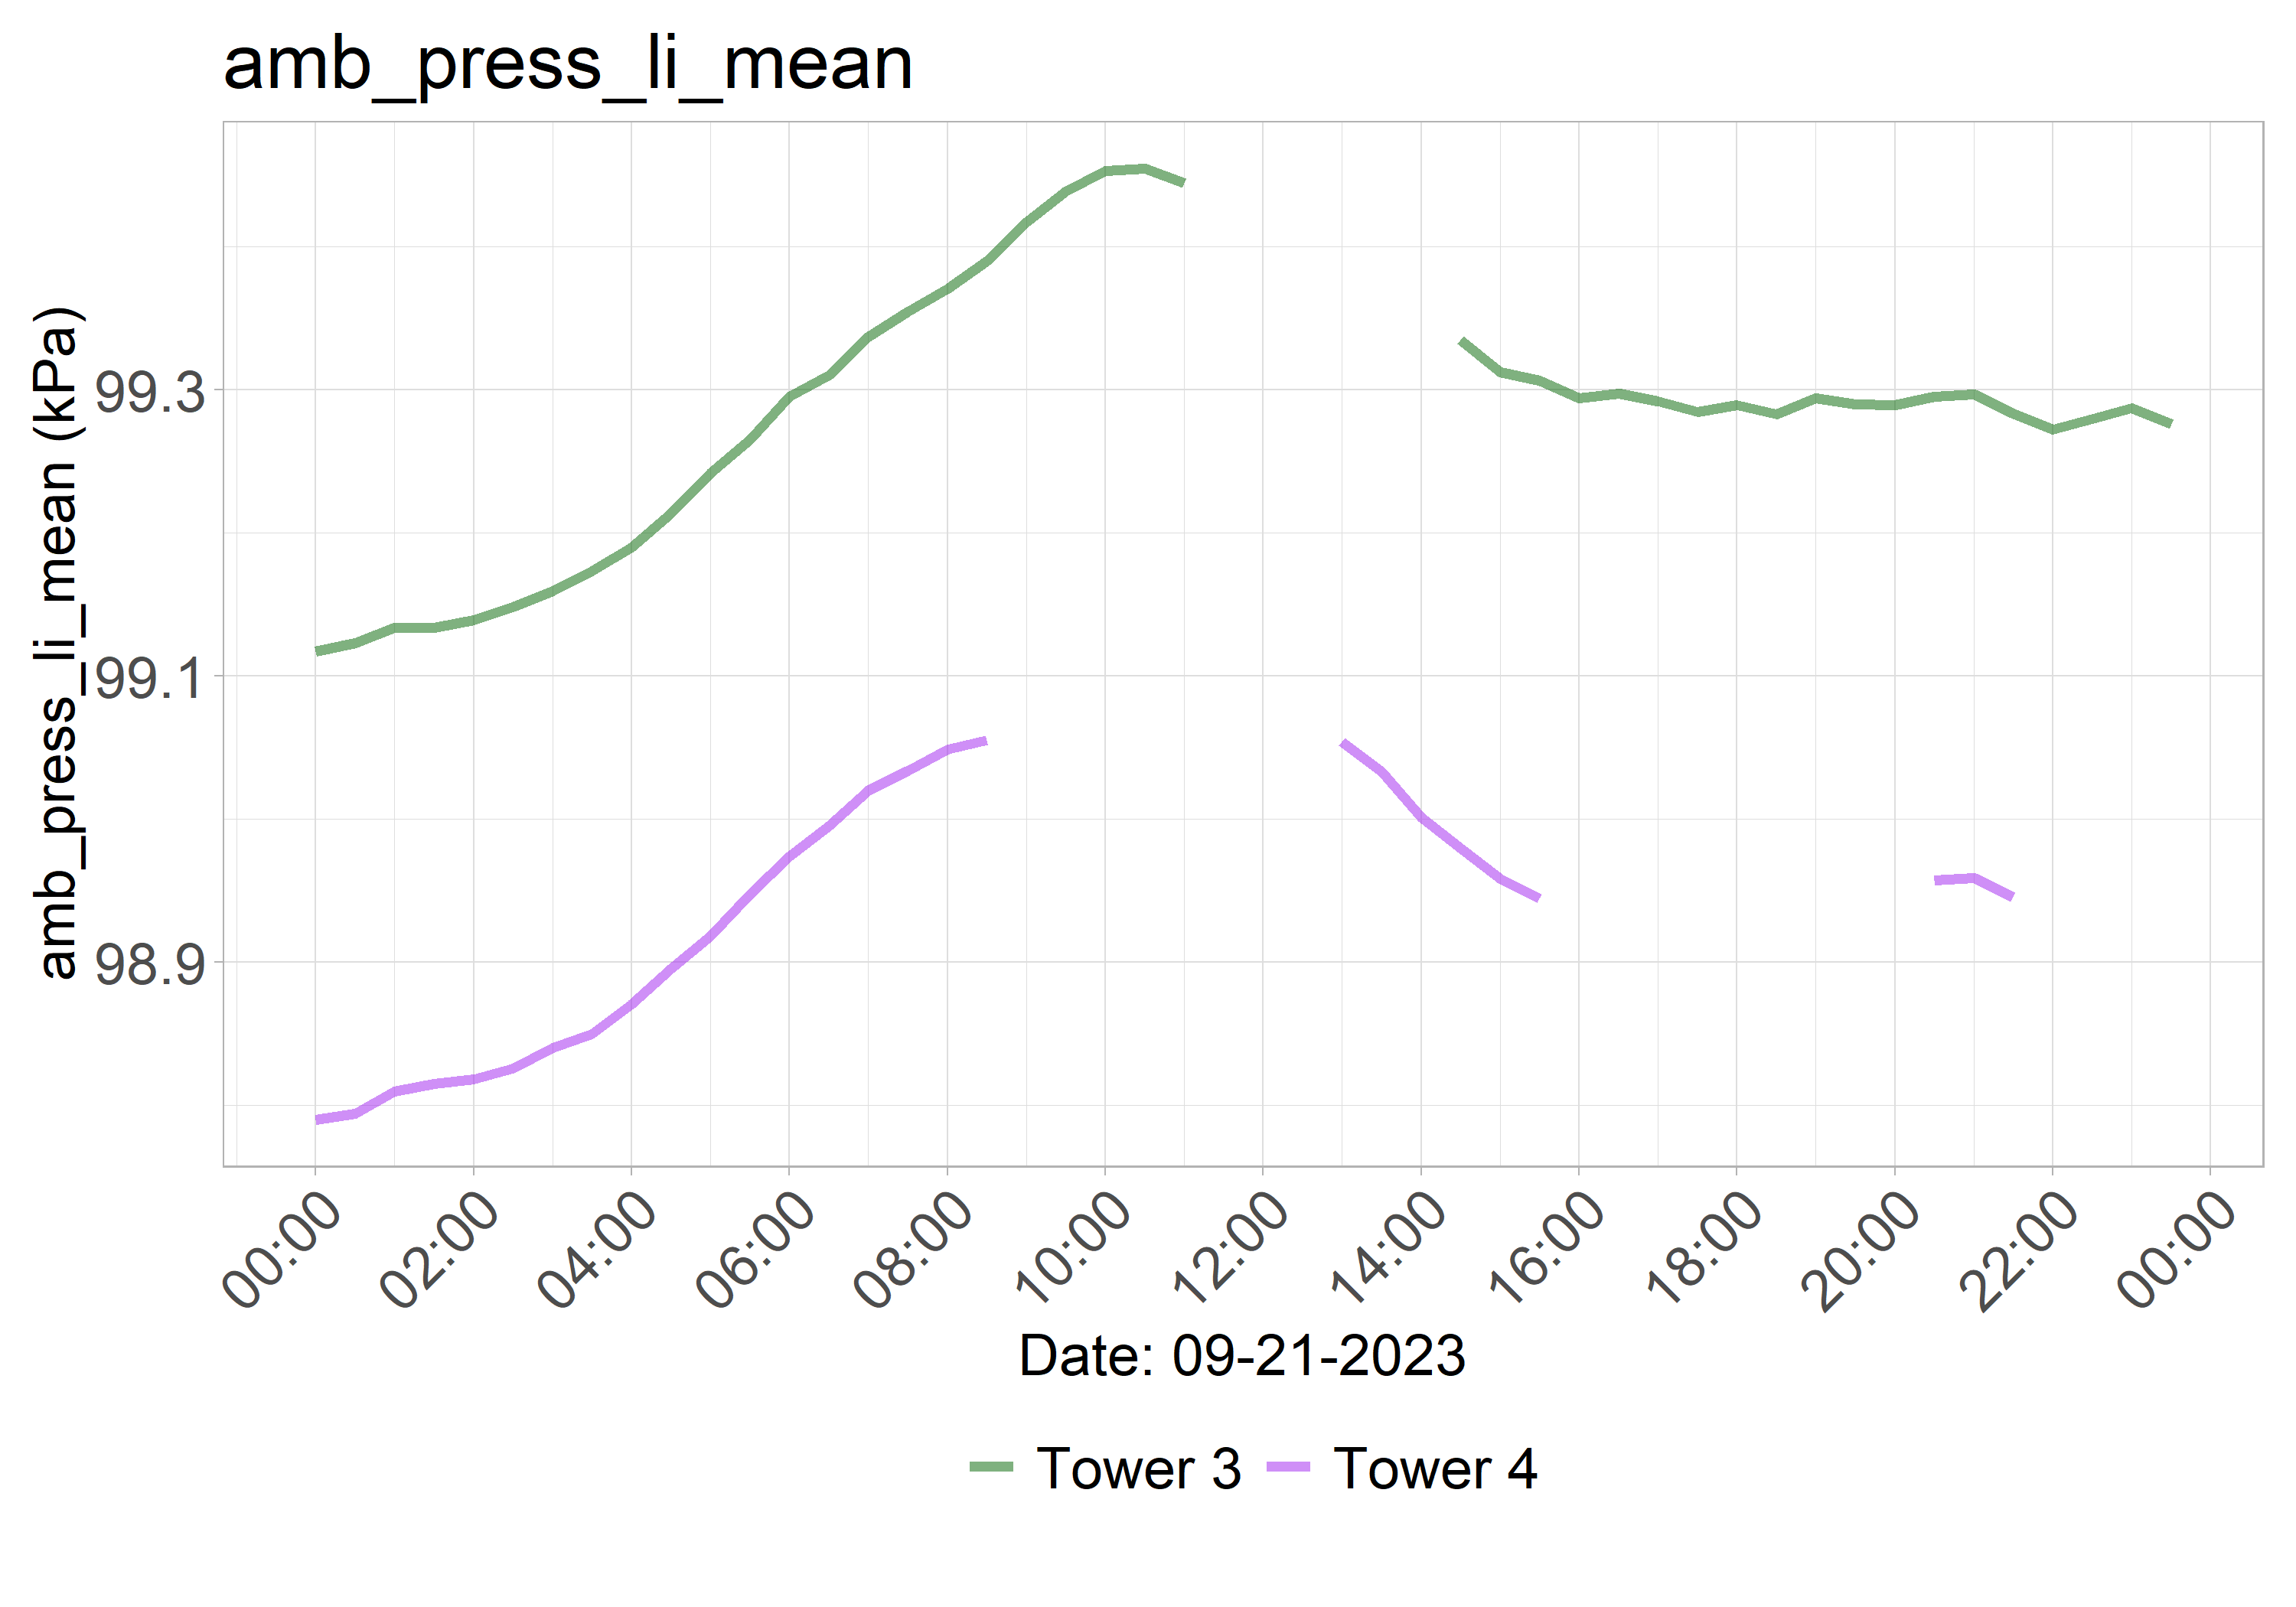 amb_press_li_mean
amb_press_li_mean (kPa)
99.3
99.1
98.9
00:00 02:00 04:00 06:00 08:00 10:00 12:00 14:00 16:00 18:00 20:00 22:00 00:00
Date: 09-21-2023
Tower 3 Tower 4